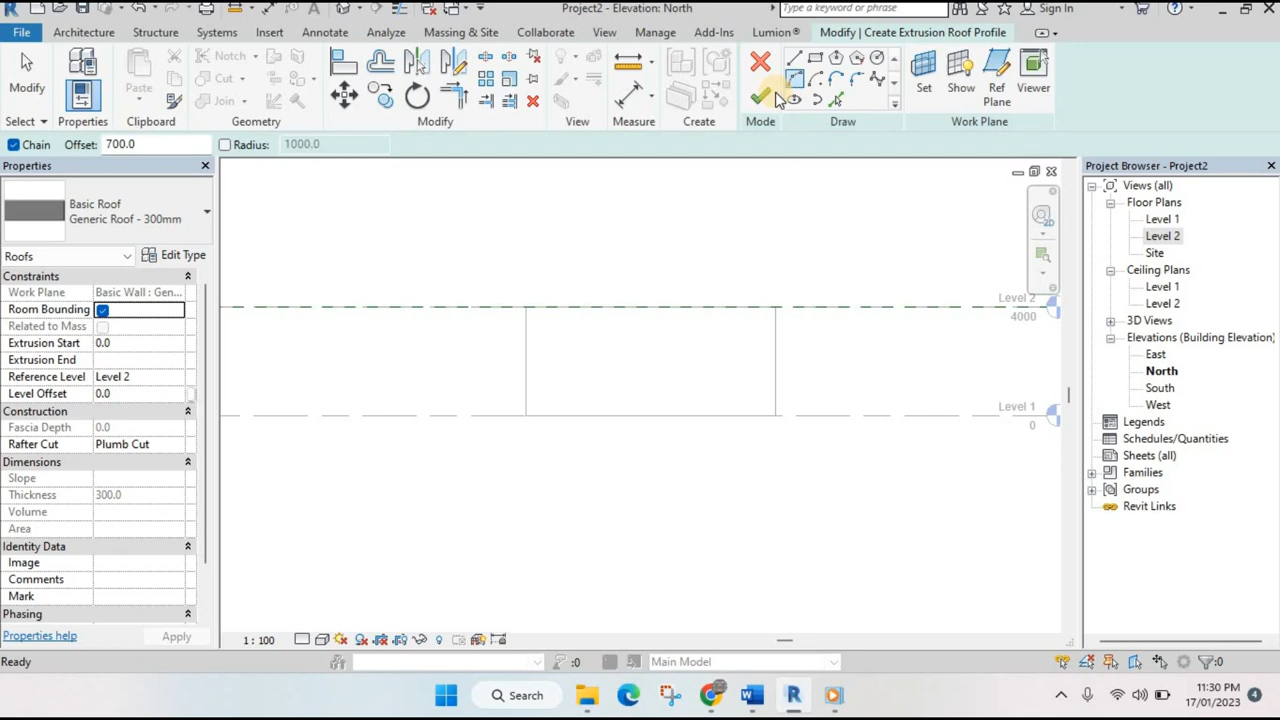 Project2 - Elevation: North
Type a keyword or phrase
Sign In
File Architecture Structure Systems Insert Annotate Analyze Massing & Site Collaborate View Manage Add-Ins Lumion® Modify | Create Extrusion Roof Profile
Modify
Paste
Notch
Cut
Join
Set Show Ref Plane Viewer
Select Properties Clipboard Geometry Modify View Measure Create Mode Draw Work Plane
Chain Offset: 700.0 Radius: 1000.0
Properties
Basic Roof
Generic Roof - 300mm
Roofs Edit Type
Constraints
Work Plane Basic Wall : Gen...
Room Bounding
Related to Mass
Extrusion Start 0.0
Extrusion End
Reference Level Level 2
Level Offset 0.0
Construction
Fascia Depth 0.0
Rafter Cut Plumb Cut
Dimensions
Slope
Thickness 300.0
Volume
Area
Identity Data
Image
Comments
Mark
Phasing
Properties help Apply
2D
Level 2
4000
Level 1
0
1 : 100
Project Browser - Project2
Views (all)
Floor Plans
Level 1
Level 2
Site
Ceiling Plans
Level 1
Level 2
3D Views
Elevations (Building Elevation)
East
North
South
West
Legends
Schedules/Quantities
Sheets (all)
Families
Groups
Revit Links
Ready :0 Main Model :0
Search
11:30 PM
17/01/2023
4